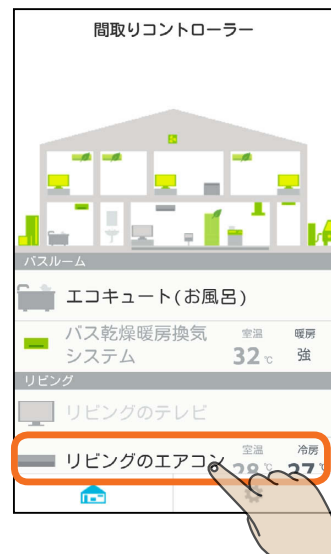 間取りコントローラー
バスルーム
エコキュート(お風呂)
バス乾燥暖房換気
システム
室温
32℃
暖房
強
リビング
リビングのテレビ
リビングのエアコン
室温
28℃
冷房
27℃